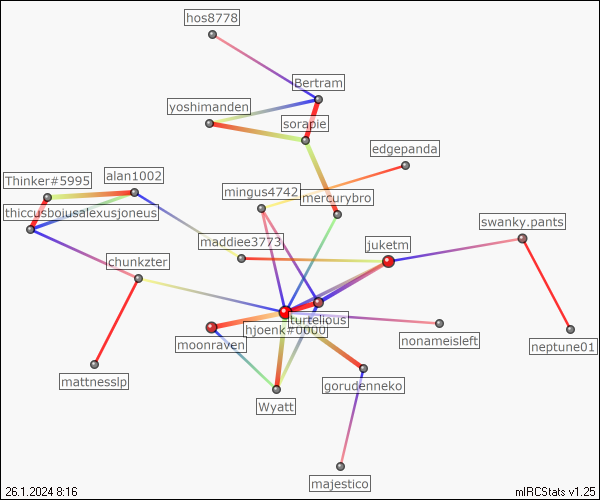 hos8778
Bertram
yoshimanden
sorapie
edgepanda
Thinker#5995
alan1002
mingus4742
mercurybro
thiccusboiusalexusjoneus
swanky.pants
maddiee3773
juketm
chunkzter
turtelious
hjoenk#0000
moonraven
nonameisleft
neptune01
mattnesslp
gorudenneko
Wyatt
majestico
26.1.2024 8:16
mIRCStats v1.25